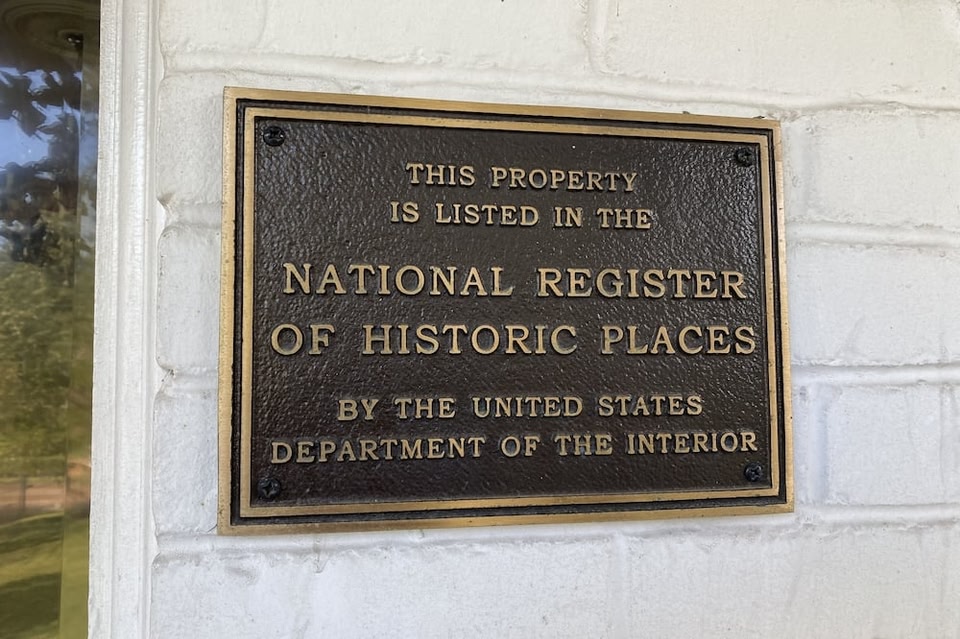 THIS PROPERTY
IS LISTED IN THE
NATIONAL REGISTER
OF HISTORIC PLACES
BY THE UNITED STATES
DEPARTMENT OF THE INTERIOR